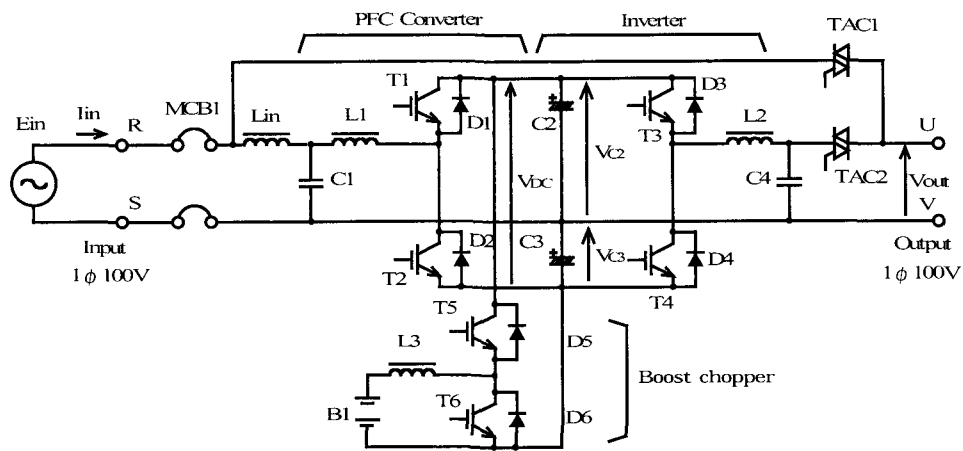 PFC Converter
Inverter
TAC1
T1
D3
MCB1
Iin
Ein
R
Lin
L1
D1
C2
T3
L2
U
VC2
C1
VDC
C4
TAC2
Vout
S
V
D2
C3
Input
1ϕ 100V
T2
VC3
D4
Output
1ϕ 100V
T5
T4
L3
D5
Boost chopper
B1
T6
D6